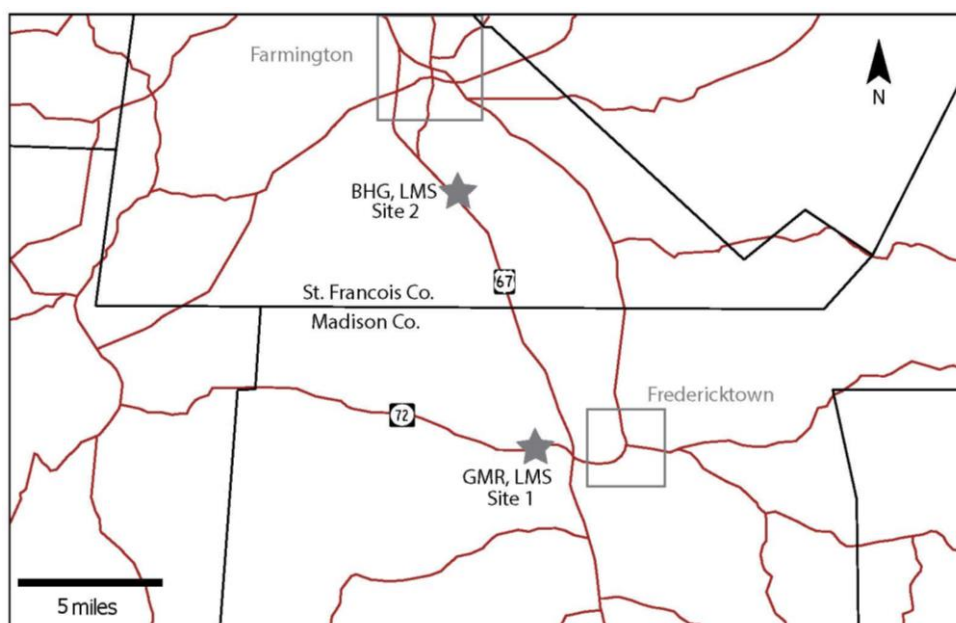 Farmington
N
BHG, LMS
Site 2
67
St. Francois Co.
Madison Co.
Fredericktown
72
GMR, LMS
Site 1
5 miles